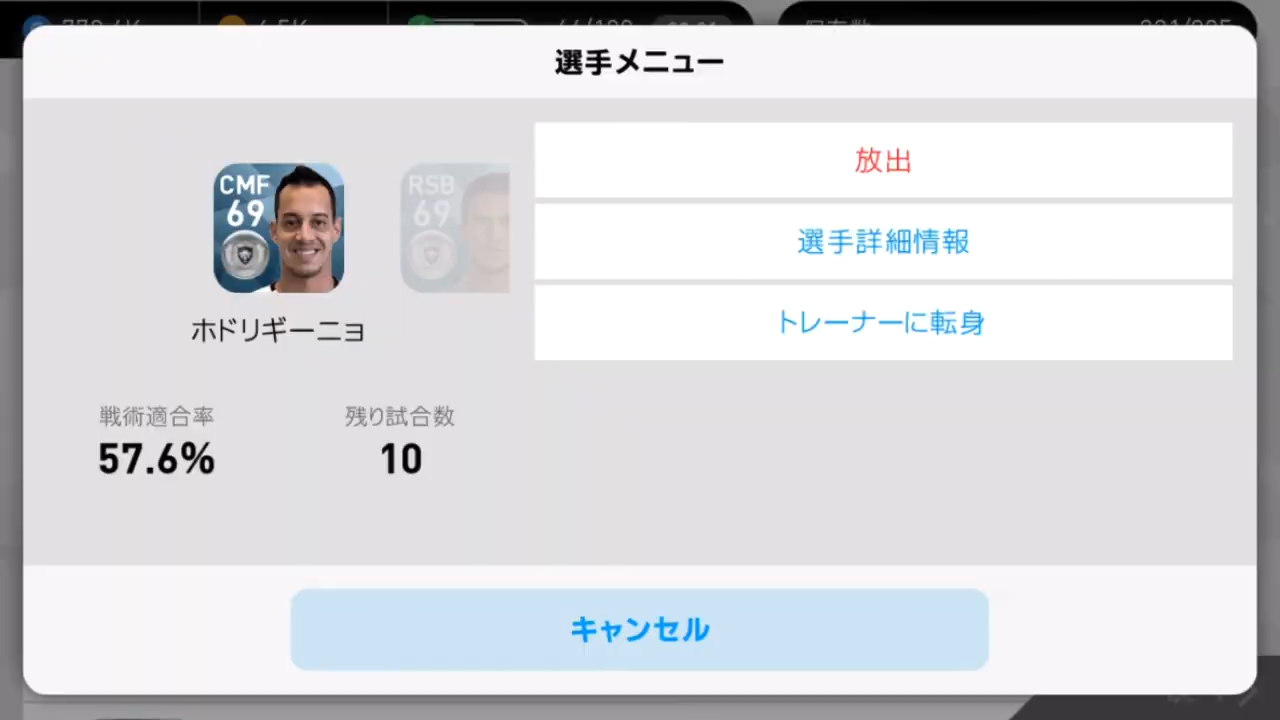 選手メニュー
CMF
69
RSB
69
ホドリギーニョ
戦術適合率
57.6%
残り試合数
10
放出
選手詳細情報
トレーナーに転身
キャンセル